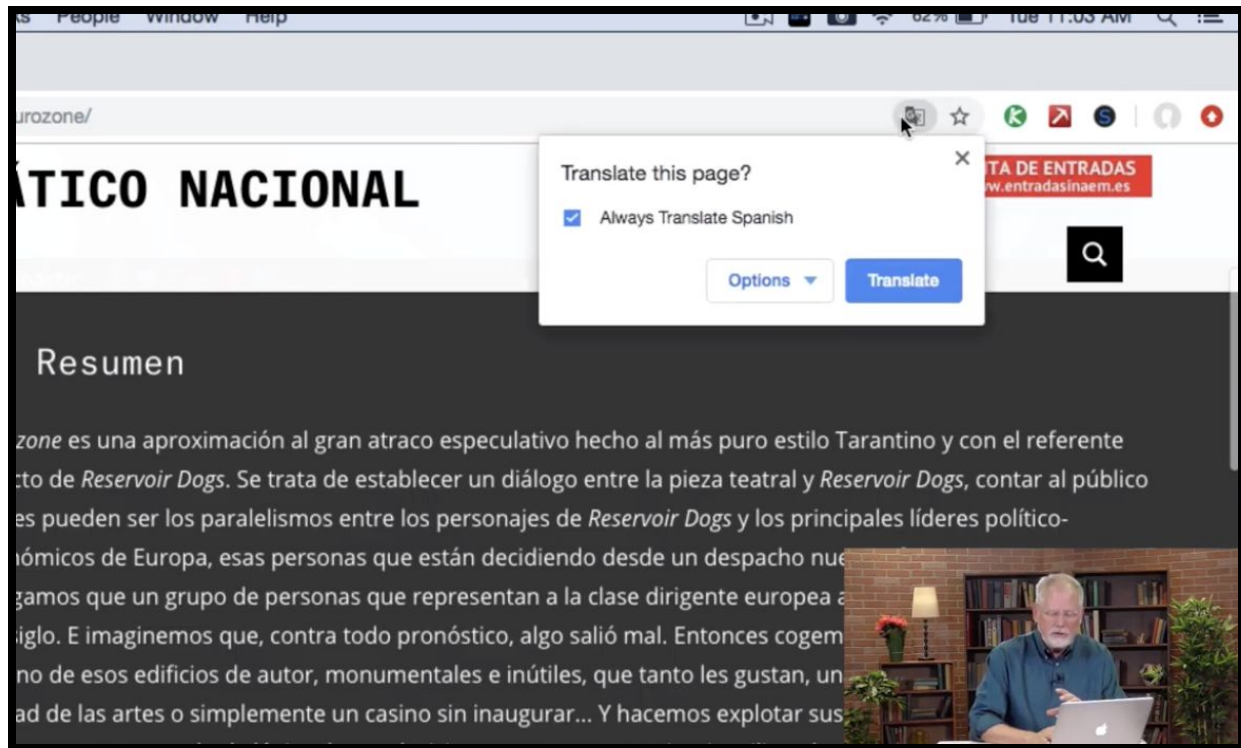 People Window Help
62% Tue 11:03 AM
urozone/
ÁTICO NACIONAL
TA DE ENTRADAS
w.entradasinaem.es
Translate this page?
Always Translate Spanish
Options
Translate
Resumen
zone es una aproximación al gran atraco especulativo hecho al más puro estilo Tarantino y con el referente
cto de Reservoir Dogs. Se trata de establecer un diálogo entre la pieza teatral y Reservoir Dogs, contar al público
es pueden ser los paralelismos entre los personajes de Reservoir Dogs y los principales líderes político-
nómicos de Europa, esas personas que están decidiendo desde un despacho nue
gamos que un grupo de personas que representan a la clase dirigente europea a
siglo. E imaginemos que, contra todo pronóstico, algo salió mal. Entonces cogem
no de esos edificios de autor, monumentales e inútiles, que tanto les gustan, un
ad de las artes o simplemente un casino sin inaugurar... Y hacemos explotar sus